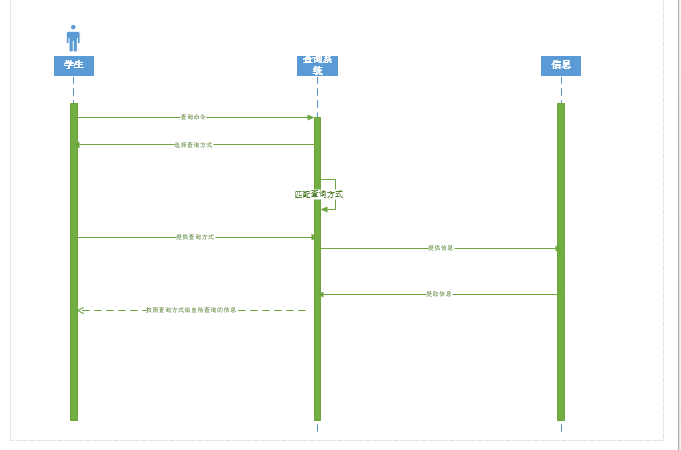 学生
查询系
统
信息
查询命令
选择查询方式
匹配查询方式
提供查询方式
提供信息
提取信息
按照查询方式给出待查询的信息